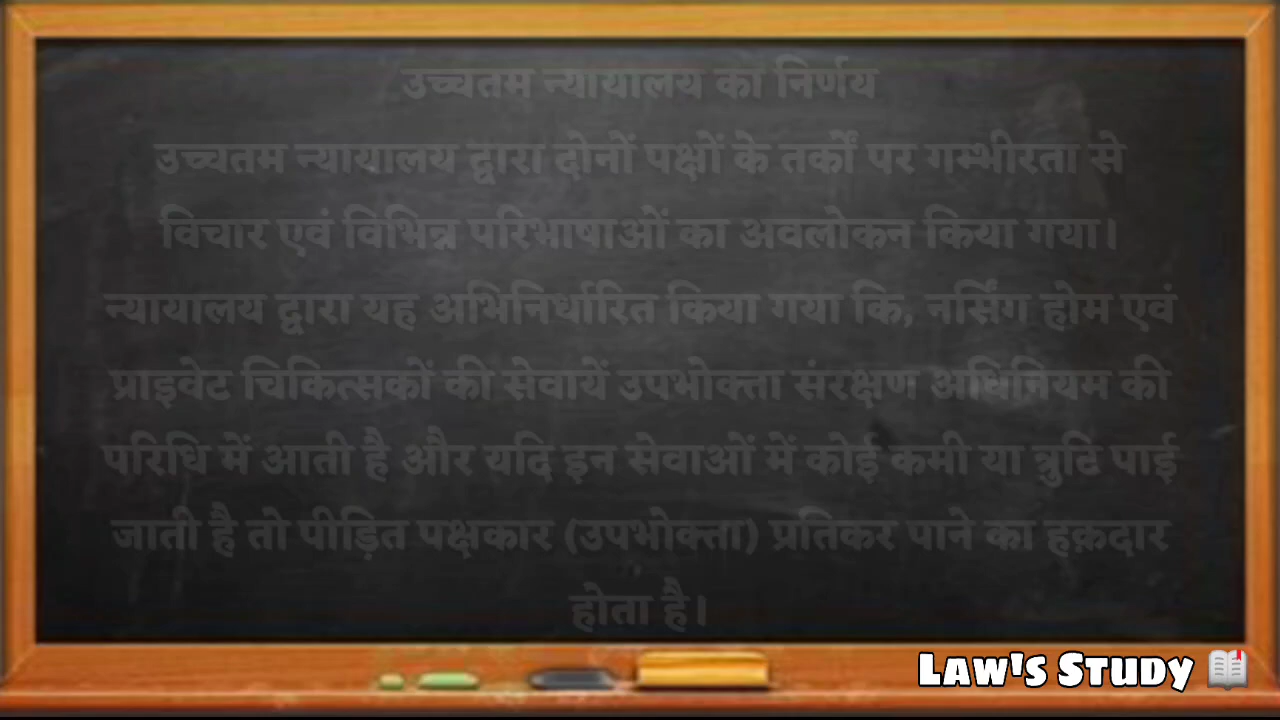 उच्चतम न्यायालय का निर्णय
उच्चतम न्यायालय द्वारा दोनों पक्षों के तर्कों पर गम्भीरता से
विचार एवं विभिन्न परिभाषाओं का अवलोकन किया गया।
न्यायालय द्वारा यह अभिनिर्धारित किया गया कि, नर्सिंग होम एवं
प्राइवेट चिकित्सकों की सेवायें उपभोक्ता संरक्षण अधिनियम की
परिधि में आती है और यदि इन सेवाओं में कोई कमी या त्रुटि पाई
जाती है तो पीड़ित पक्षकार (उपभोक्ता) प्रतिकर पाने का हक़दार
होता है।
Law's Study